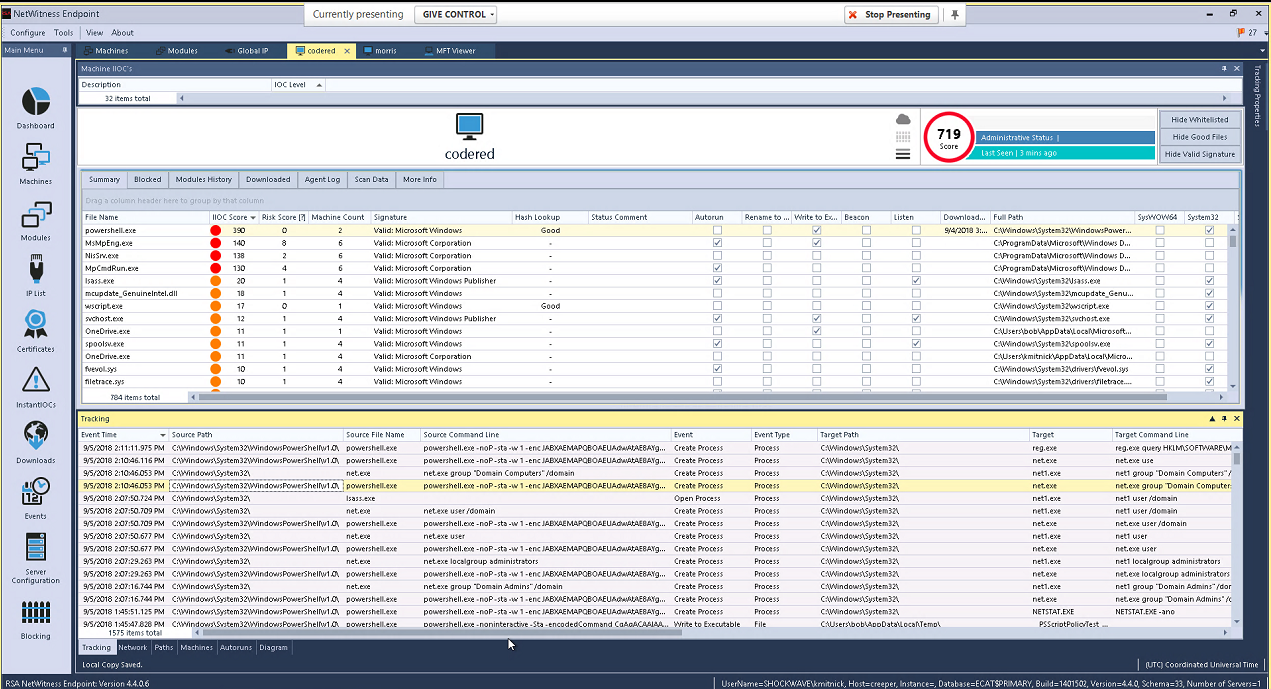 NetWitness Endpoint
Currently presenting GIVE CONTROL Stop Presenting
Configure Tools View About 27
Main Menu Machines Modules Global IP codered morris MFT Viewer
Machine IIOC's
Description IOC Level
32 items total
Tracking Properties
codered
719
Score
Administrative Status |
Last Seen | 3 mins ago
Hide Whitelisted
Hide Good Files
Hide Valid Signature
Dashboard
Machines
Modules
IP List
Certificates
InstantIOCs
Downloads
Events
Server
Configuration
Blocking
Summary Blocked Modules History Downloaded Agent Log Scan Data More Info
Drag a column header here to group by that column
File Name IIOC Score Risk Score [?] Machine Count Signature Hash Lookup Status Comment Autorun Rename to ... Write to Ex... Beacon Listen Download... Full Path SysWOW64 System32
powershell.exe 390 0 2 Valid: Microsoft Windows Good 9/4/2018 3:... C:\Windows\System32\WindowsPower...
MsMpEng.exe 140 8 6 Valid: Microsoft Corporation - C:\ProgramData\Microsoft\Windows D...
NisSrv.exe 138 2 6 Valid: Microsoft Corporation - C:\ProgramData\Microsoft\Windows D...
MpCmdRun.exe 130 4 6 Valid: Microsoft Corporation - C:\ProgramData\Microsoft\Windows D...
lsass.exe 20 1 4 Valid: Microsoft Windows Publisher - C:\Windows\System32\lsass.exe
mcupdate_GenuineIntel.dll 18 1 4 Valid: Microsoft Windows - C:\Windows\System32\mcupdate_Genu...
wscript.exe 17 0 1 Valid: Microsoft Windows Good C:\Windows\System32\wscript.exe
svchost.exe 12 1 4 Valid: Microsoft Windows Publisher - C:\Windows\System32\svchost.exe
OneDrive.exe 11 1 1 Valid: Microsoft Windows - C:\Users\bob\AppData\Local\Microsoft...
spoolsv.exe 11 1 4 Valid: Microsoft Windows - C:\Windows\System32\spoolsv.exe
OneDrive.exe 11 1 4 Valid: Microsoft Corporation - C:\Users\kmitnick\AppData\Local\Micro...
fvevol.sys 10 1 4 Valid: Microsoft Windows - C:\Windows\System32\drivers\fvevol.sys
filetrace.sys 10 1 4 Valid: Microsoft Windows - C:\Windows\System32\drivers\filetrace....
784 items total
Tracking
Event Time Source Path Source File Name Source Command Line Event Event Type Target Path Target Target Command Line
9/5/2018 2:11:11.975 PM C:\Windows\System32\WindowsPowerShell\v1.0\ powershell.exe powershell.exe -noP -sta -w 1 -enc JABXAEMAPQBOAEUAdwAtAE8AYg... Create Process Process C:\Windows\System32\ reg.exe reg.exe query HKLM\SOFTWARE\M
9/5/2018 2:10:46.116 PM C:\Windows\System32\WindowsPowerShell\v1.0\ powershell.exe powershell.exe -noP -sta -w 1 -enc JABXAEMAPQBOAEUAdwAtAE8AYg... Create Process Process C:\Windows\System32\ net.exe net.exe use
9/5/2018 2:10:46.053 PM C:\Windows\System32\ net.exe net.exe group "Domain Computers" /domain Create Process Process C:\Windows\System32\ net1.exe net1 group "Domain Computers" /
9/5/2018 2:10:46.053 PM C:\Windows\System32\WindowsPowerShell\v1.0\ powershell.exe powershell.exe -noP -sta -w 1 -enc JABXAEMAPQBOAEUAdwAtAE8AYg... Create Process Process C:\Windows\System32\ net.exe net.exe group "Domain Computers
9/5/2018 2:07:50.724 PM C:\Windows\System32\ lsass.exe Open Process Process C:\Windows\System32\ net1.exe net1 user /domain
9/5/2018 2:07:50.709 PM C:\Windows\System32\ net.exe net.exe user /domain Create Process Process C:\Windows\System32\ net1.exe net1 user /domain
9/5/2018 2:07:50.709 PM C:\Windows\System32\WindowsPowerShell\v1.0\ powershell.exe powershell.exe -noP -sta -w 1 -enc JABXAEMAPQBOAEUAdwAtAE8AYg... Create Process Process C:\Windows\System32\ net.exe net.exe user /domain
9/5/2018 2:07:50.677 PM C:\Windows\System32\ net.exe net.exe user Create Process Process C:\Windows\System32\ net1.exe net1 user
9/5/2018 2:07:50.677 PM C:\Windows\System32\WindowsPowerShell\v1.0\ powershell.exe powershell.exe -noP -sta -w 1 -enc JABXAEMAPQBOAEUAdwAtAE8AYg... Create Process Process C:\Windows\System32\ net.exe net.exe user
9/5/2018 2:07:29.263 PM C:\Windows\System32\ net.exe net.exe localgroup administrators Create Process Process C:\Windows\System32\ net1.exe net1 localgroup administrators
9/5/2018 2:07:29.263 PM C:\Windows\System32\WindowsPowerShell\v1.0\ powershell.exe powershell.exe -noP -sta -w 1 -enc JABXAEMAPQBOAEUAdwAtAE8AYg... Create Process Process C:\Windows\System32\ net.exe net.exe localgroup administrators
9/5/2018 2:07:16.744 PM C:\Windows\System32\ net.exe net.exe group "Domain Admins" /domain Create Process Process C:\Windows\System32\ net1.exe net1 group "Domain Admins" /dom
9/5/2018 2:07:16.744 PM C:\Windows\System32\WindowsPowerShell\v1.0\ powershell.exe powershell.exe -noP -sta -w 1 -enc JABXAEMAPQBOAEUAdwAtAE8AYg... Create Process Process C:\Windows\System32\ net.exe net.exe group "Domain Admins" /d
9/5/2018 1:45:51.125 PM C:\Windows\System32\WindowsPowerShell\v1.0\ powershell.exe powershell.exe -noP -sta -w 1 -enc JABXAEMAPQBOAEUAdwAtAE8AYg... Create Process Process C:\Windows\System32\ NETSTAT.EXE NETSTAT.EXE -ano
9/5/2018 1:45:47.828 PM C:\Windows\System32\WindowsPowerShell\v1.0\ powershell.exe powershell.exe -noninteractive -Sta -encodedCommand CgAgACAAIAA... Write to Executable File C:\Users\bob\AppData\Local\Temp\ __PSScriptPolicyTest_...
1575 items total
Tracking Network Paths Machines Autoruns Diagram
Local Copy Saved. (UTC) Coordinated Universal Time
RSA NetWitness Endpoint: Version 4.4.0.6 UserName=SHOCKWAVE\kmitnick, Host=creeper, Instance=, Database=ECAT$PRIMARY, Build=1401502, Version=4.4.0, Schema=33, Number of Servers=1